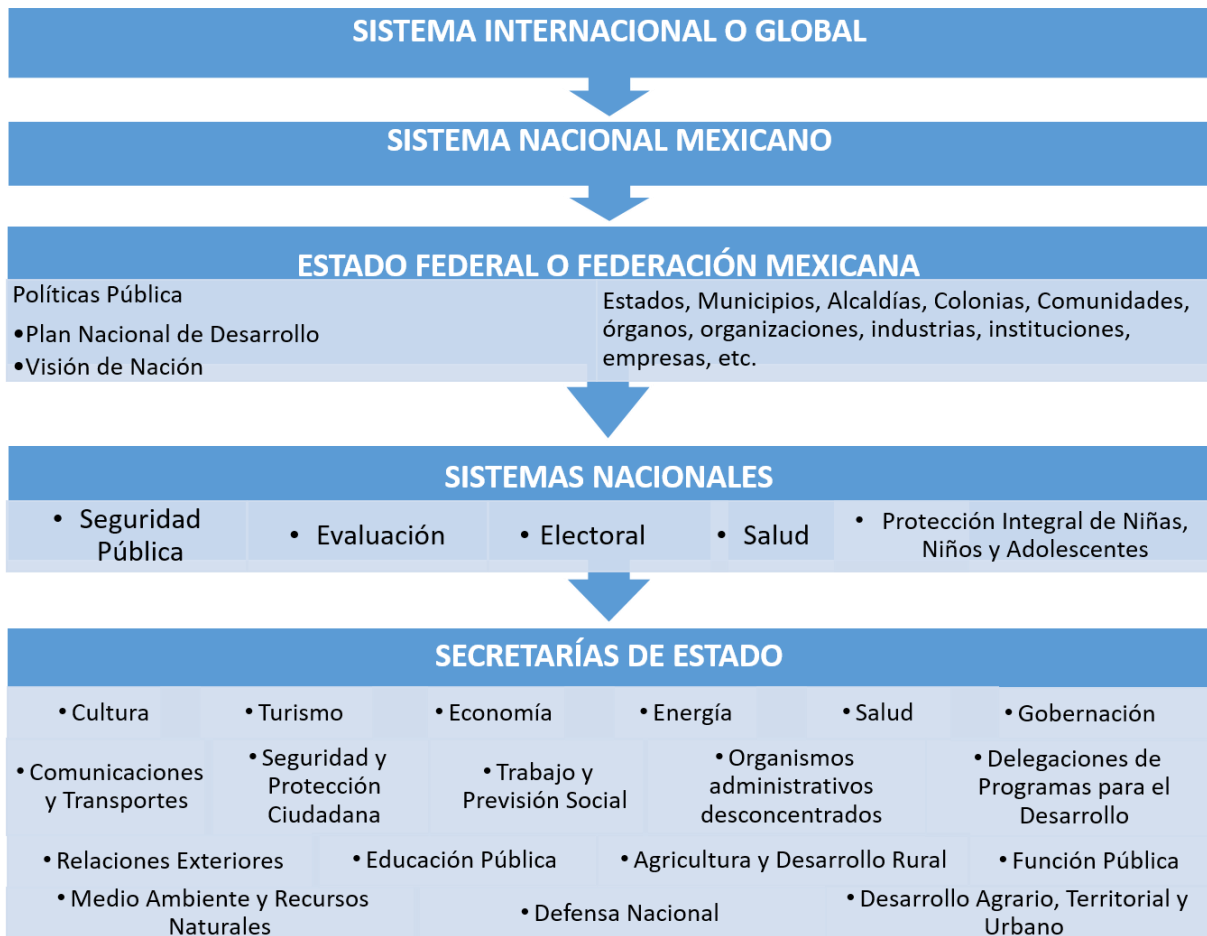 SISTEMA INTERNACIONAL O GLOBAL
SISTEMA NACIONAL MEXICANO
ESTADO FEDERAL O FEDERACIÓN MEXICANA
Políticas Pública
•Plan Nacional de Desarrollo
•Visión de Nación
Estados, Municipios, Alcaldías, Colonias, Comunidades,
órganos, organizaciones, industrias, instituciones,
empresas, etc.
SISTEMAS NACIONALES
• Seguridad
Pública
• Evaluación
• Electoral
• Salud
• Protección Integral de Niñas,
Niños y Adolescentes
SECRETARÍAS DE ESTADO
• Cultura
• Turismo
• Economía
• Energía
• Salud
• Gobernación
• Comunicaciones
y Transportes
• Seguridad y
Protección
Ciudadana
• Trabajo y
Previsión Social
• Organismos
administrativos
desconcentrados
• Delegaciones de
Programas para el
Desarrollo
• Relaciones Exteriores
• Educación Pública
• Agricultura y Desarrollo Rural
• Función Pública
• Medio Ambiente y Recursos
Naturales
• Defensa Nacional
• Desarrollo Agrario, Territorial y
Urbano